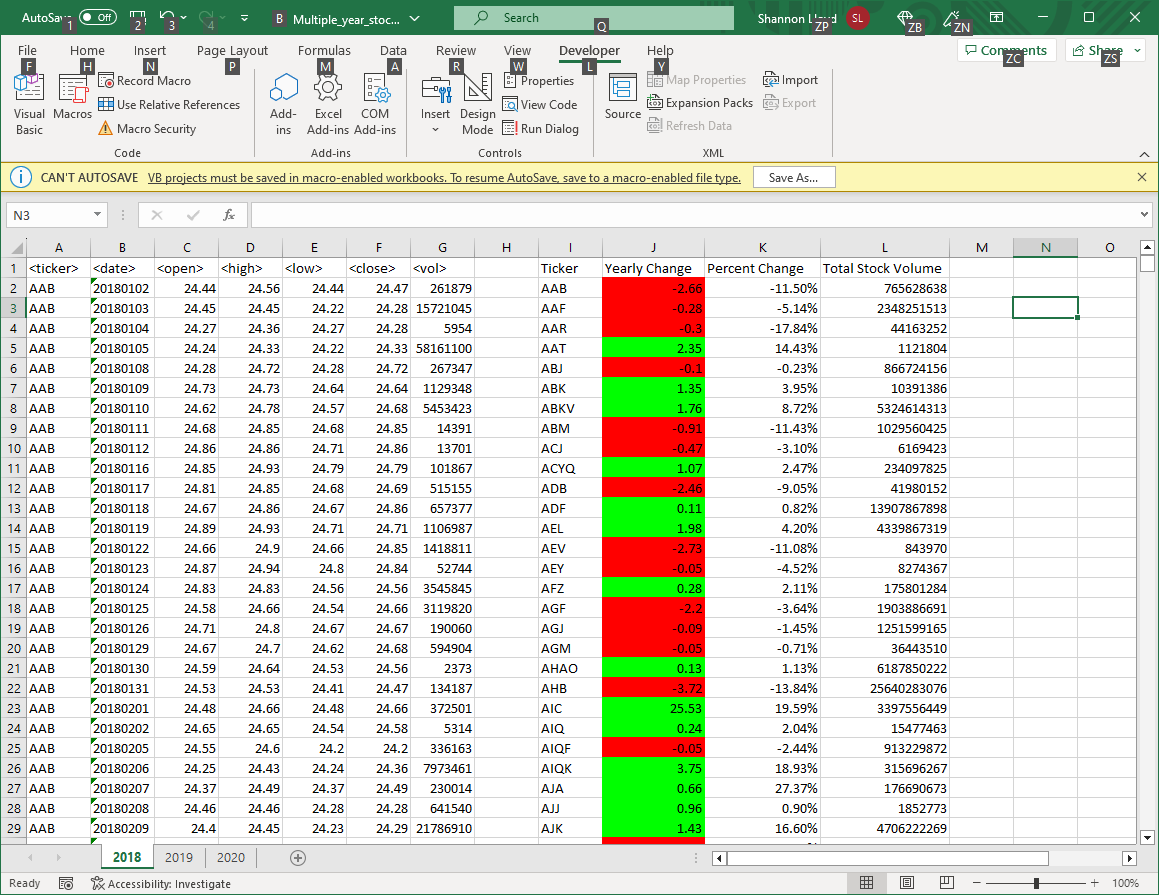 AutoSave Off B Multiple_year_stoc... Search Shannon Lloyd SL
1 2 3 4 Q ZP ZB ZN
File Home Insert Page Layout Formulas Data Review View Developer Help Comments Share
F H N P M A R W L Y ZC ZS
Visual Basic Macros Record Macro Use Relative References Macro Security
Add-ins Excel Add-ins COM Add-ins
Insert Design Mode Properties View Code Run Dialog
Source Map Properties Expansion Packs Refresh Data Import Export
Code Add-ins Controls XML
CAN'T AUTOSAVE VB projects must be saved in macro-enabled workbooks. To resume AutoSave, save to a macro-enabled file type. Save As...
N3 fx
A B C D E F G H I J K L M N O
1 <ticker> <date> <open> <high> <low> <close> <vol> Ticker Yearly Change Percent Change Total Stock Volume
2 AAB 20180102 24.44 24.56 24.44 24.47 261879 AAB -2.66 -11.50% 765628638
3 AAB 20180103 24.45 24.45 24.22 24.28 15721045 AAF -0.28 -5.14% 2348251513
4 AAB 20180104 24.27 24.36 24.27 24.28 5954 AAR -0.3 -17.84% 44163252
5 AAB 20180105 24.24 24.33 24.22 24.33 58161100 AAT 2.35 14.43% 1121804
6 AAB 20180108 24.28 24.72 24.28 24.72 267347 ABJ -0.1 -0.23% 866724156
7 AAB 20180109 24.73 24.73 24.64 24.64 1129348 ABK 1.35 3.95% 10391386
8 AAB 20180110 24.62 24.78 24.57 24.68 5453423 ABKV 1.76 8.72% 5324614313
9 AAB 20180111 24.68 24.85 24.68 24.85 14391 ABM -0.91 -11.43% 1029560425
10 AAB 20180112 24.86 24.86 24.71 24.86 13701 ACJ -0.47 -3.10% 6169423
11 AAB 20180116 24.85 24.93 24.79 24.79 101867 ACYQ 1.07 2.47% 234097825
12 AAB 20180117 24.81 24.85 24.68 24.69 515155 ADB -2.46 -9.05% 41980152
13 AAB 20180118 24.67 24.86 24.67 24.86 657377 ADF 0.11 0.82% 13907867898
14 AAB 20180119 24.89 24.93 24.71 24.71 1106987 AEL 1.98 4.20% 4339867319
15 AAB 20180122 24.66 24.9 24.66 24.85 1418811 AEV -2.73 -11.08% 843970
16 AAB 20180123 24.87 24.94 24.8 24.84 52744 AEY -0.05 -4.52% 8274367
17 AAB 20180124 24.83 24.83 24.56 24.56 3545845 AFZ 0.28 2.11% 175801284
18 AAB 20180125 24.58 24.66 24.54 24.66 3119820 AGF -2.2 -3.64% 1903886691
19 AAB 20180126 24.71 24.8 24.67 24.67 190060 AGJ -0.09 -1.45% 1251599165
20 AAB 20180129 24.67 24.7 24.62 24.68 594904 AGM -0.05 -0.71% 36443510
21 AAB 20180130 24.59 24.64 24.53 24.56 2373 AHAO 0.13 1.13% 6187850222
22 AAB 20180131 24.53 24.53 24.41 24.47 134187 AHB -3.72 -13.84% 25640283076
23 AAB 20180201 24.48 24.66 24.48 24.66 372501 AIC 25.53 19.59% 3397556449
24 AAB 20180202 24.65 24.65 24.54 24.58 5314 AIQ 0.24 2.04% 15477463
25 AAB 20180205 24.55 24.6 24.2 24.2 336163 AIQF -0.05 -2.44% 913229872
26 AAB 20180206 24.25 24.43 24.24 24.36 7973461 AIQK 3.75 18.93% 315696267
27 AAB 20180207 24.37 24.49 24.37 24.49 230014 AJA 0.66 27.37% 176690673
28 AAB 20180208 24.46 24.46 24.28 24.28 641540 AJJ 0.96 0.90% 1852773
29 AAB 20180209 24.4 24.45 24.23 24.29 21786910 AJK 1.43 16.60% 4706222269
2018 2019 2020
Ready Accessibility: Investigate 100%